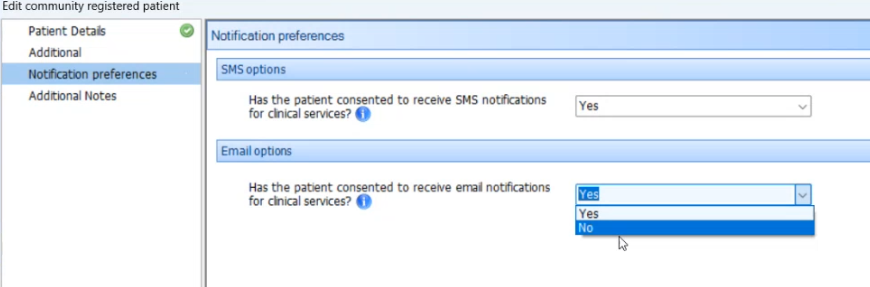 Edit community registered patient
Patient Details
Additional
Notification preferences
Additional Notes
Notification preferences
SMS options
Has the patient consented to receive SMS notifications
for clinical services?
Yes
Email options
Has the patient consented to receive email notifications
for clinical services?
Yes
Yes
No